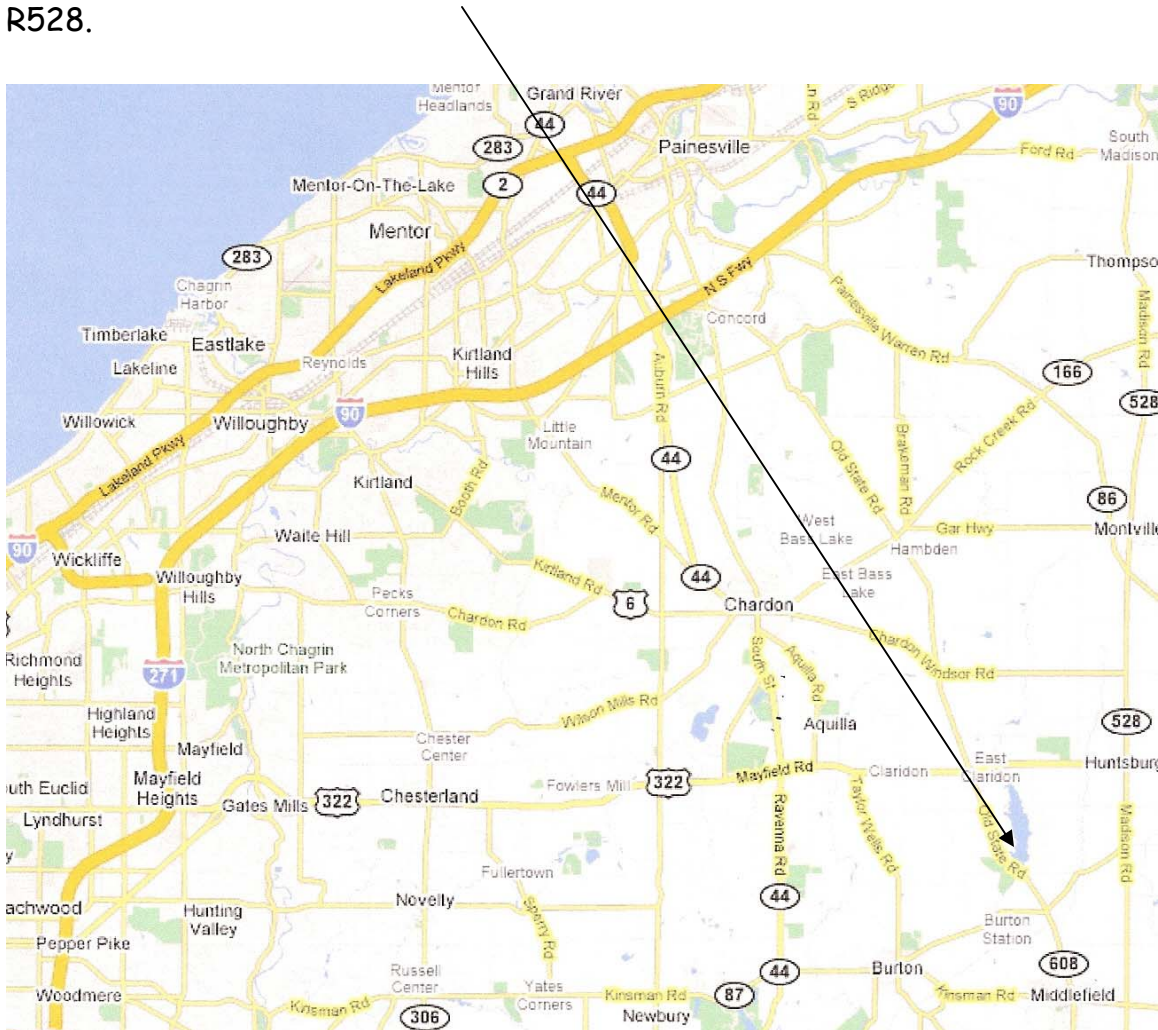 R528.
Mentor
Headlands
Grand River
44
90
S Ridge
283
Painesville
South
Madison
Ford Rd
Mentor-On-The-Lake
2
44
Mentor
283
Lakeland Pkwy
N S Fwy
Chagrin
Harbor
Concord
Painesville Warren Rd
Madison Rd
Timberlake
Eastlake
Reynolds
Kirtland
Hills
Lakeline
Auburn Rd
166
528
Willowick
Willoughby
90
Little
Mountain
Old State Rd
Brakeman Rd
Rock Creek Rd
Lakeland Pkwy
Kirtland
Booth Rd
44
Mentor Rd
86
West
Bass Lake
Gar Hwy
Montville
Waite Hill
Hambden
90
Wickliffe
Willoughby
Hills
Kirtland Rd
44
East Bass
Lake
Pecks
Corners
Chardon Rd
6
Chardon
Chardon Windsor Rd
North Chagrin
Metropolitan Park
South St
Aquilla Rd
Richmond
Heights
271
Wilson Mills Rd
Highland
Heights
Aquilla
528
Mayfield
Chester
Center
East
Claridon
Huntsburg
Mayfield
Heights
Fowlers Mill
322
Mayfield Rd
Claridon
Gates Mills
322
Chesterland
Lyndhurst
Ravenna Rd
Taylor Wells Rd
Old State Rd
Madison Rd
Fullertown
Hunting
Valley
Novelly
Sperry Rd
44
Burton
Station
Pepper Pike
Russell
Center
44
Burton
608
Woodmere
Kinsman Rd
306
Yates
Corners
Kinsman Rd
87
Newbury
Kinsman Rd
Middlefield